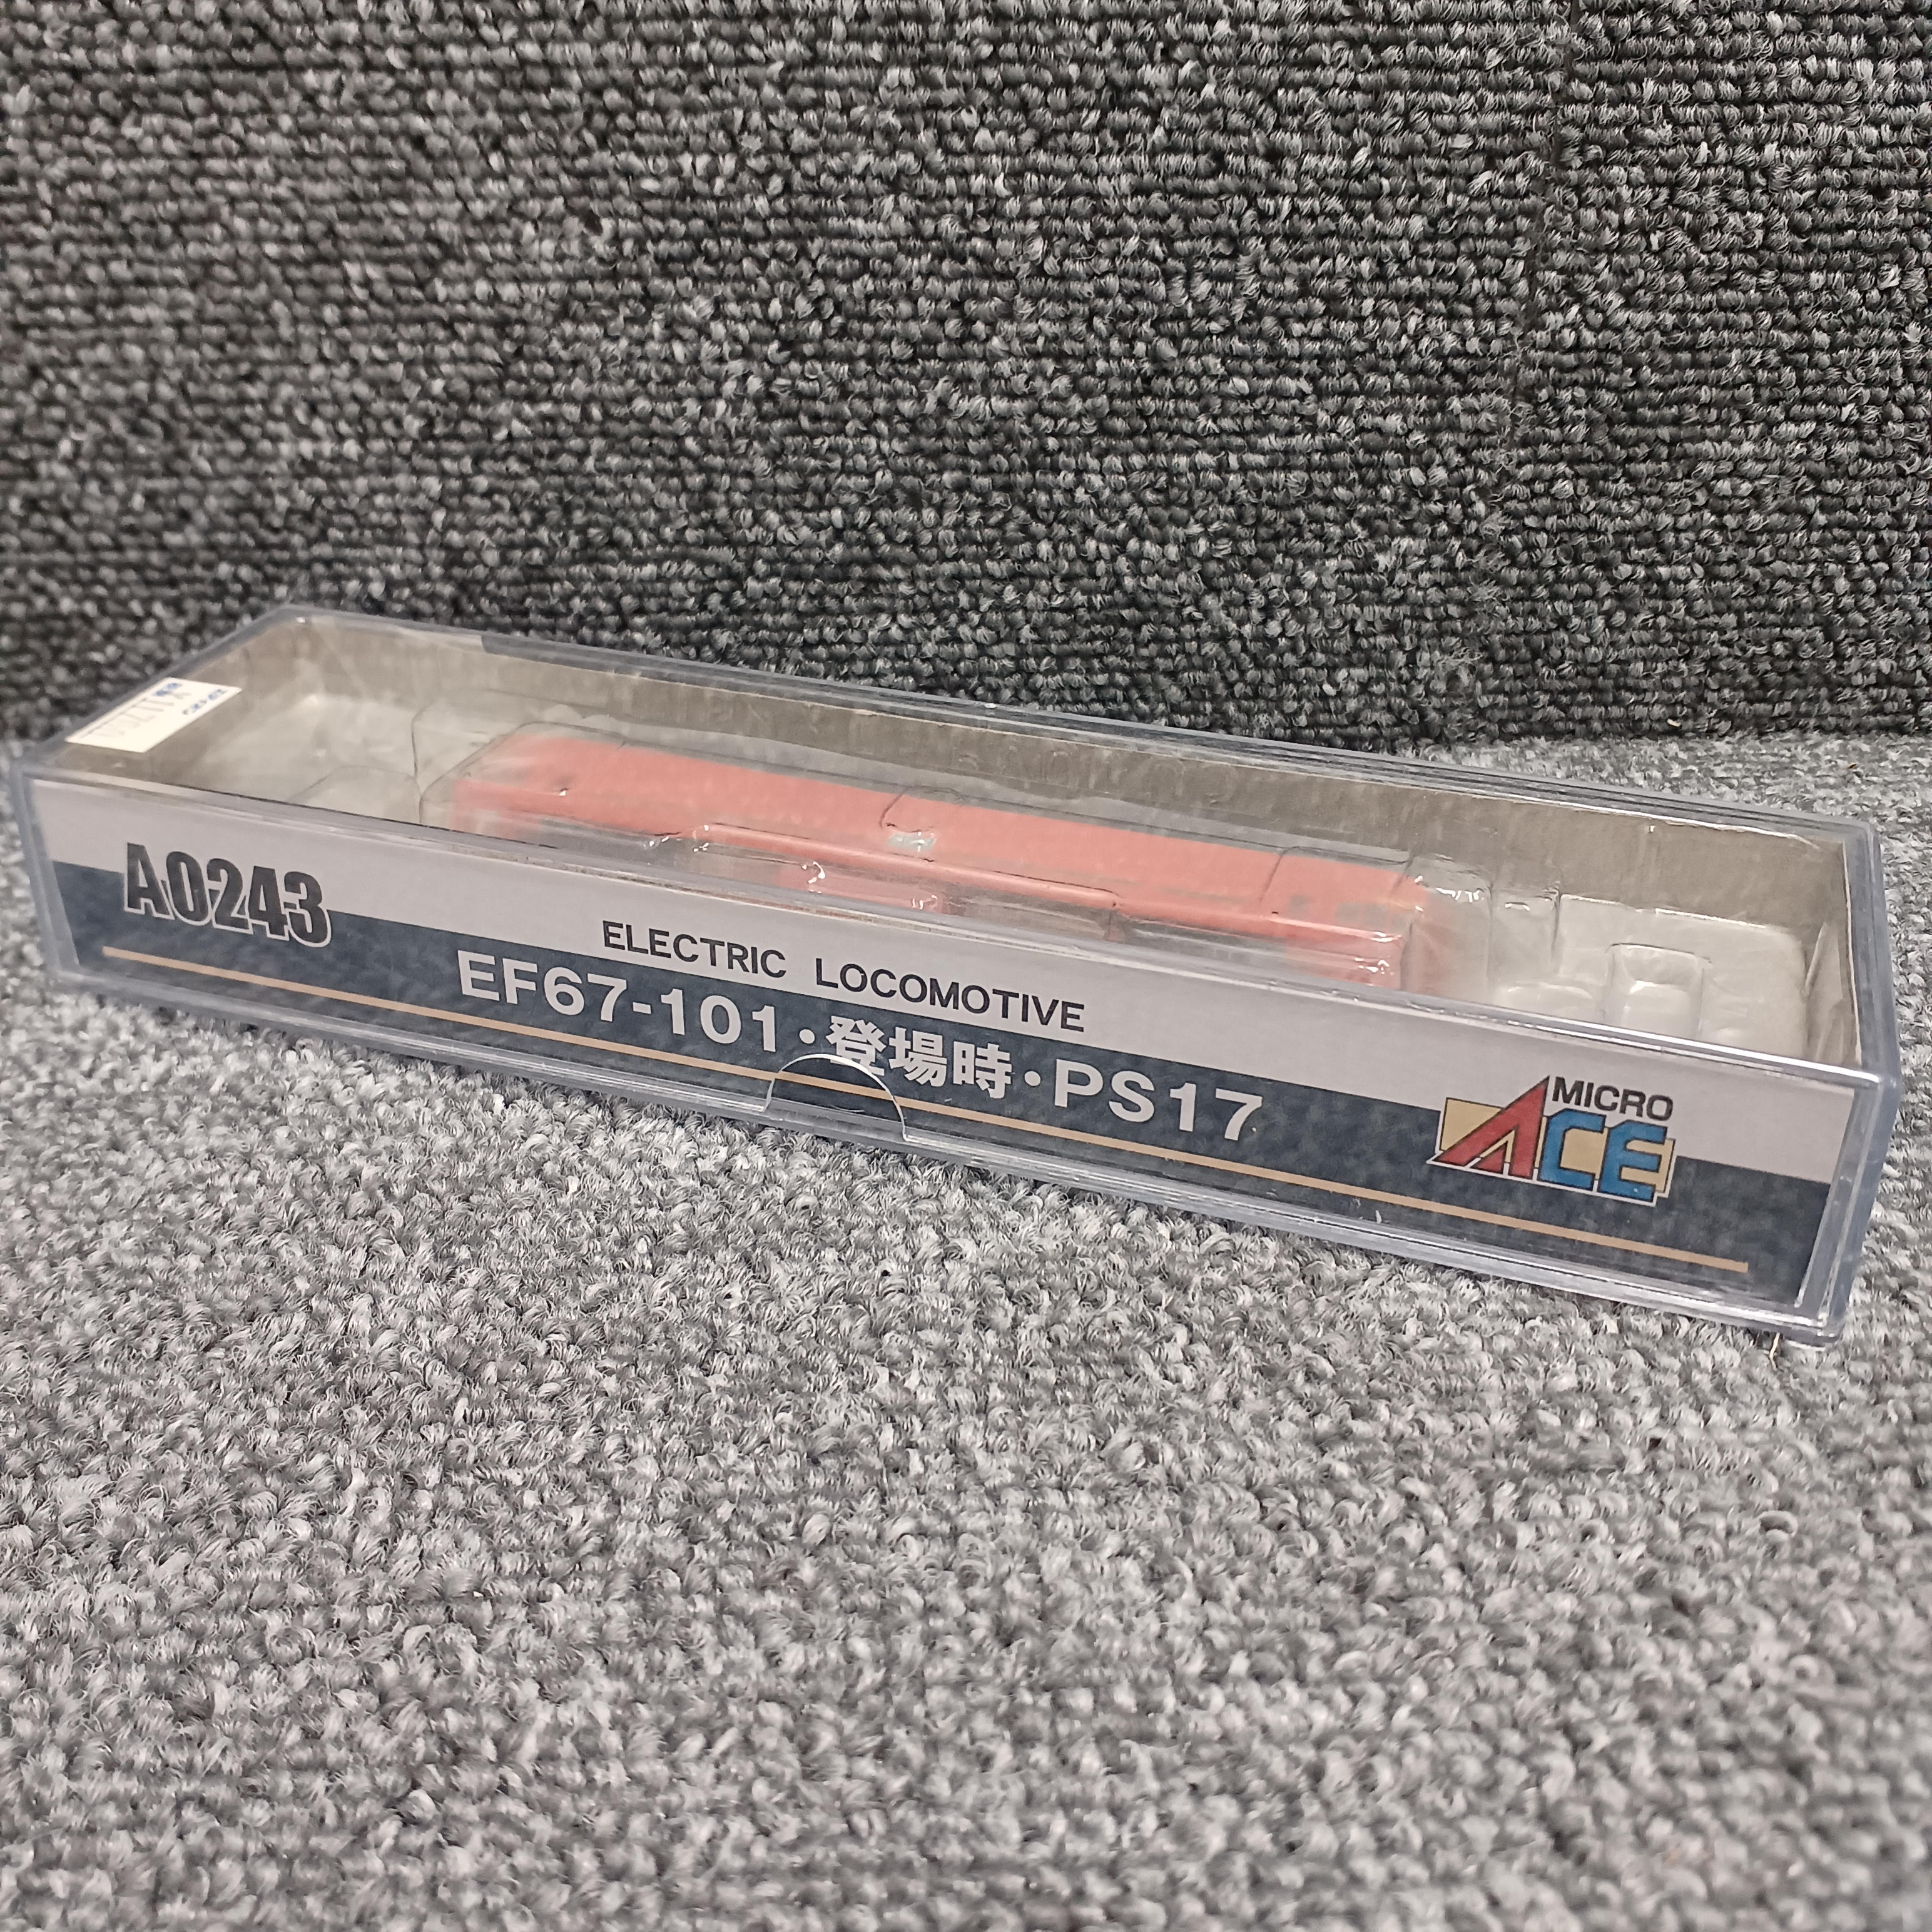 A0243
ELECTRIC LOCOMOTIVE
EF67-101・登場時・PS17
MICRO
ACE